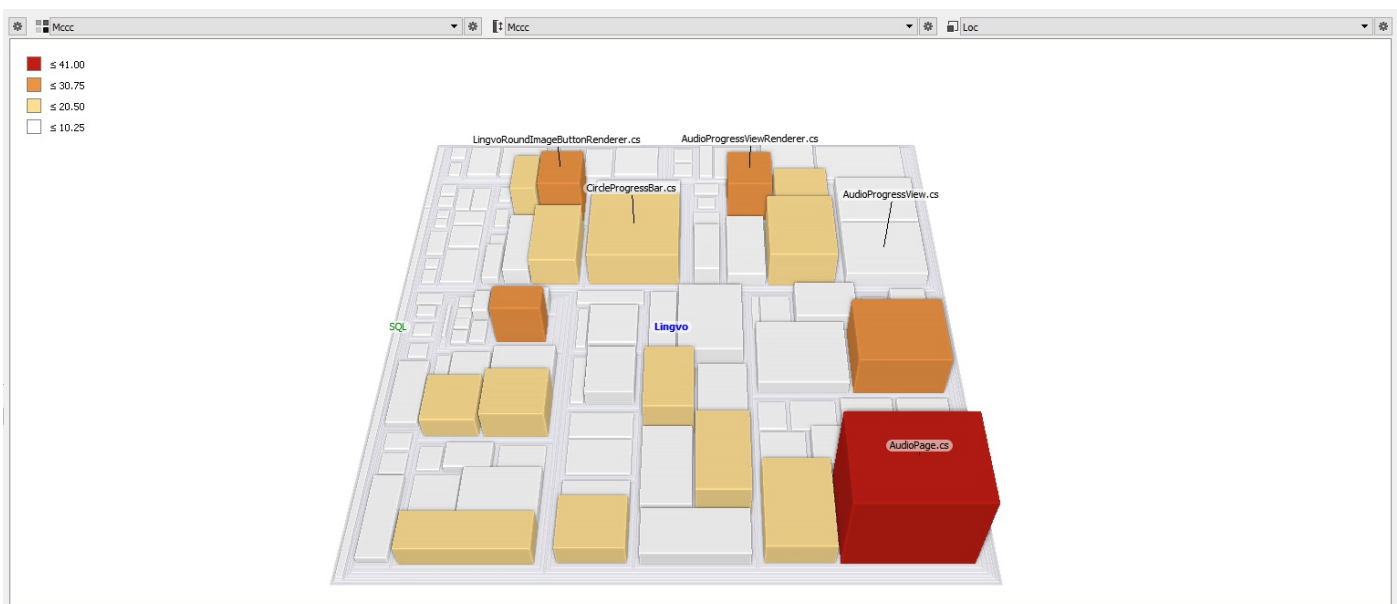 Mccc
Mccc
Loc
≤ 41.00
≤ 30.75
≤ 20.50
≤ 10.25
LingvoRoundImageButtonRenderer.cs
AudioProgressViewRenderer.cs
CircleProgressBar.cs
AudioProgressView.cs
SQL
Lingvo
AudioPage.cs